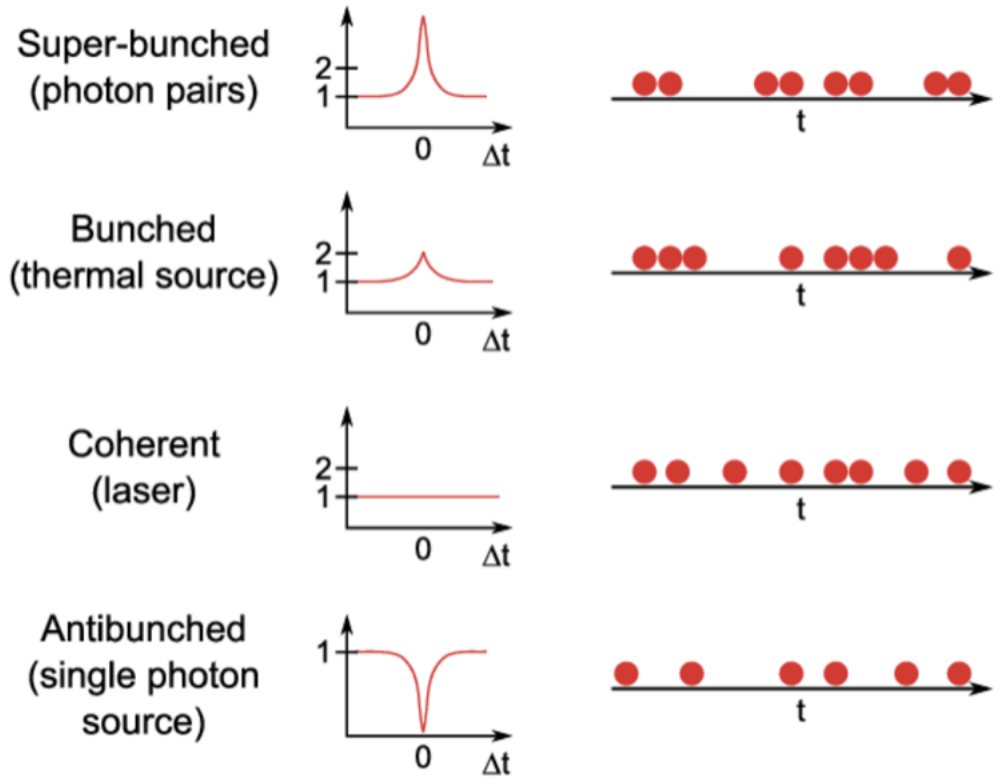 Super-bunched
(photon pairs)
2
1
0
Δt
t
Bunched
(thermal source)
2
1
0
Δt
t
Coherent
(laser)
2
1
0
Δt
t
Antibunched
(single photon
source)
1
0
Δt
t